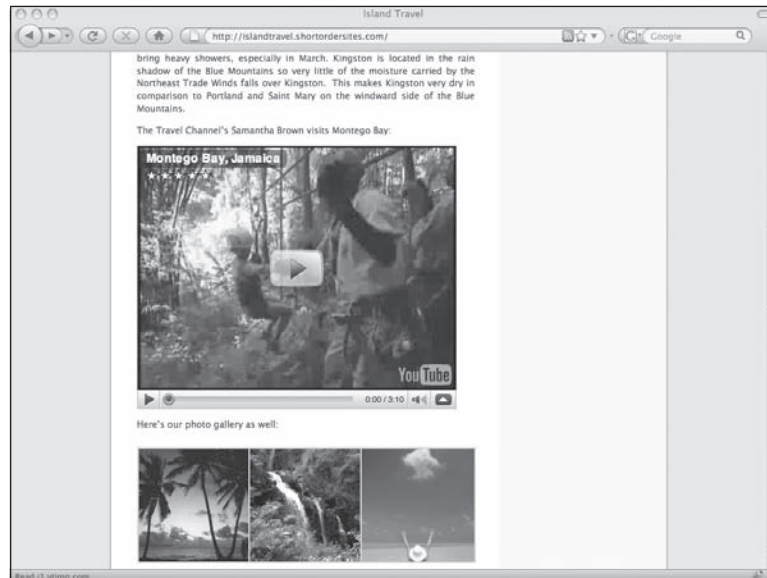 Island Travel
http://islandtravel.shortordersites.com/
Google
bring heavy showers, especially in March. Kingston is located in the rain
shadow of the Blue Mountains so very little of the moisture carried by the
Northeast Trade Winds falls over Kingston. This makes Kingston very dry in
comparison to Portland and Saint Mary on the windward side of the Blue
Mountains.
The Travel Channel's Samantha Brown visits Montego Bay:
Montego Bay, Jamaica
YouTube
0:00 / 3:10
Here's our photo gallery as well:
Read i1.ytimg.com